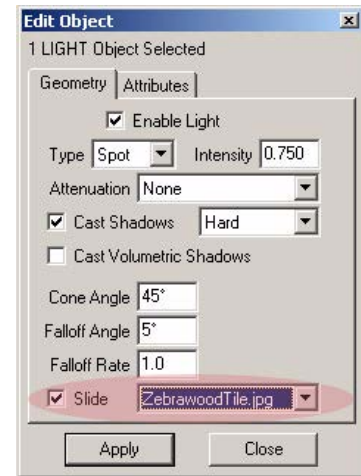 Edit Object
1 LIGHT Object Selected
Geometry Attributes
Enable Light
Type Spot Intensity 0.750
Attenuation None
Cast Shadows Hard
Cast Volumetric Shadows
Cone Angle 45°
Falloff Angle 5°
Falloff Rate 1.0
Slide ZebrawoodTile.jpg
Apply Close